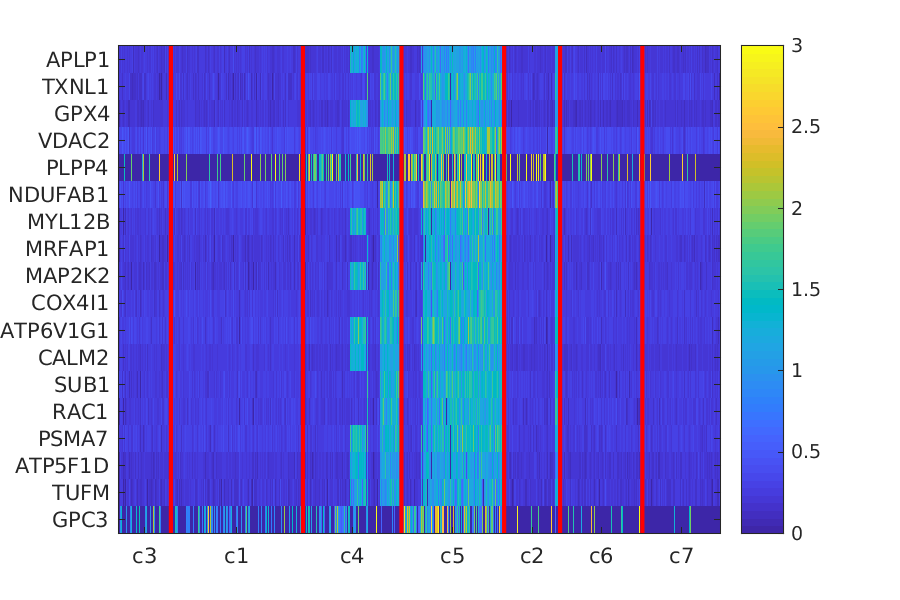 APLP1
TXNL1
GPX4
VDAC2
PLPP4
NDUFAB1
MYL12B
MRFAP1
MAP2K2
COX4I1
ATP6V1G1
CALM2
SUB1
RAC1
PSMA7
ATP5F1D
TUFM
GPC3
c3 c1 c4 c5 c2 c6 c7
3
2.5
2
1.5
1
0.5
0